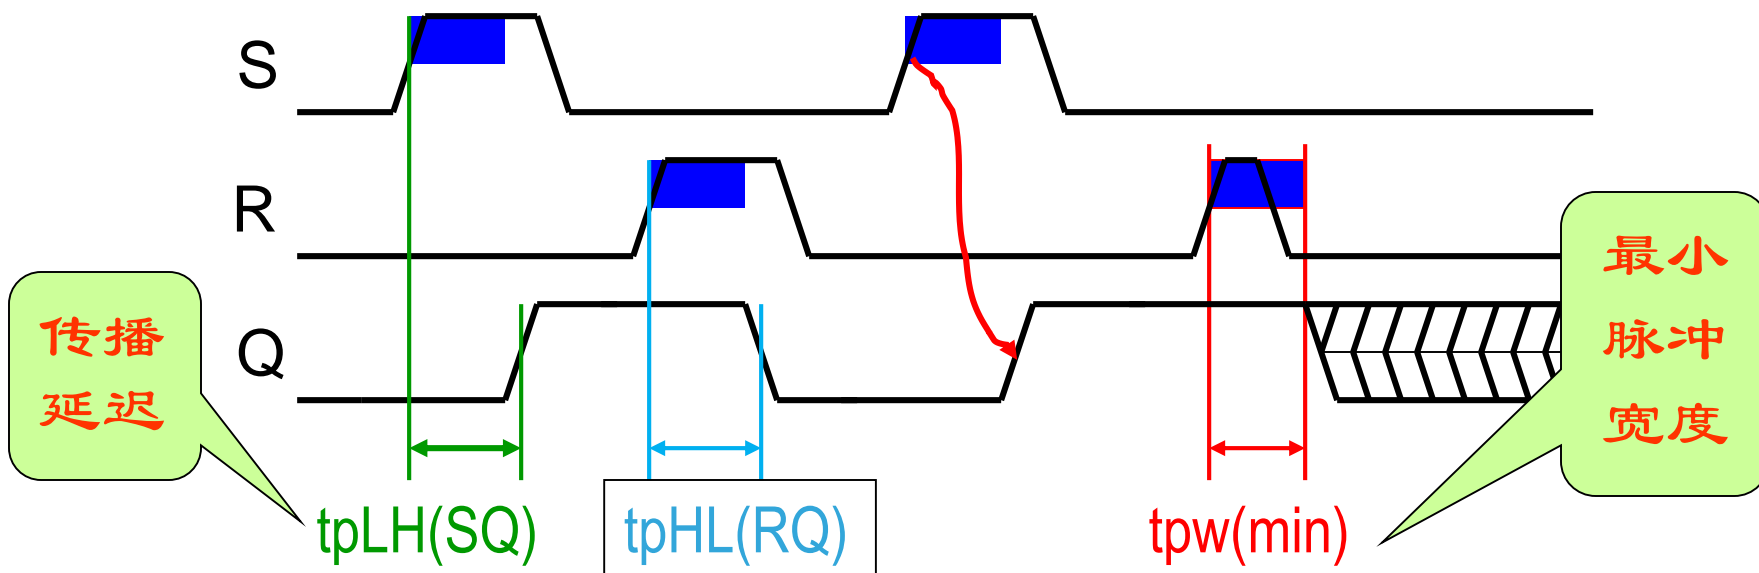 S
R
Q
传播
延迟
最小
脉冲
宽度
tpLH(SQ)
tpHL(RQ)
tpw(min)